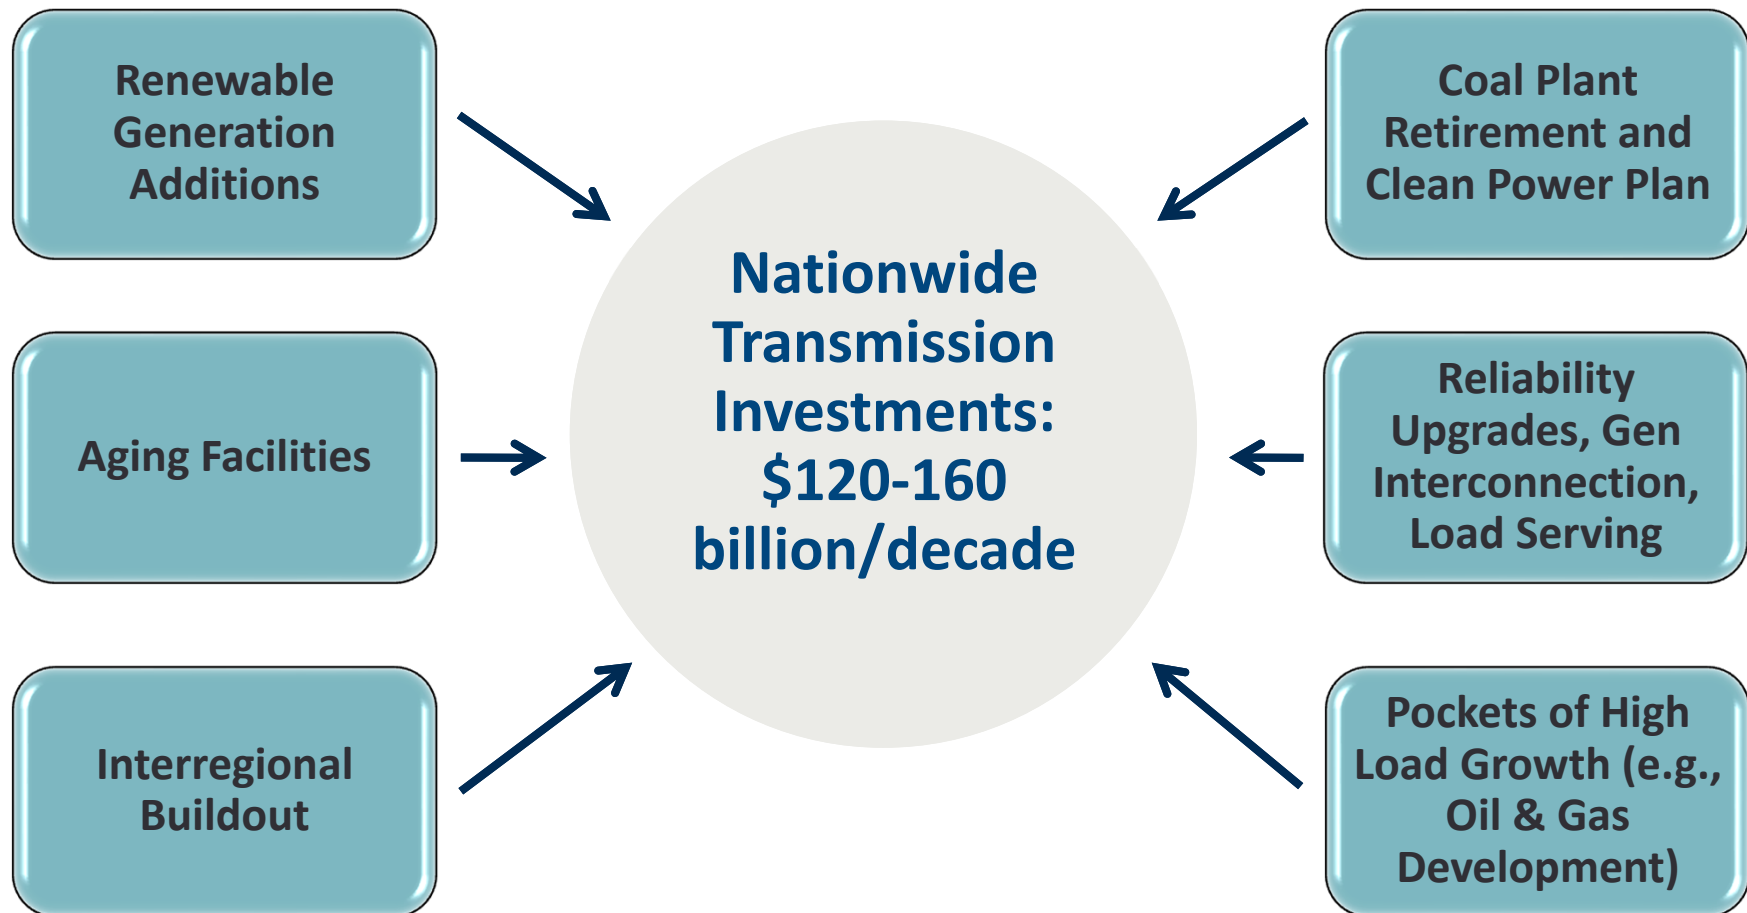 Renewable
Generation
Additions
Aging Facilities
Interregional
Buildout
Nationwide
Transmission
Investments:
$120-160
billion/decade
Coal Plant
Retirement and
Clean Power Plan
Reliability
Upgrades, Gen
Interconnection,
Load Serving
Pockets of High
Load Growth (e.g.,
Oil & Gas
Development)